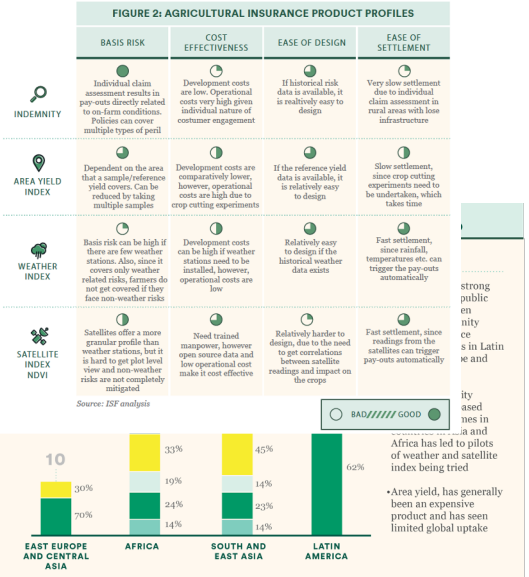 FIGURE 2: AGRICULTURAL INSURANCE PRODUCT PROFILES
BASIS RISK
COST
EFFECTIVENESS
EASE OF DESIGN
EASE OF
SETTLEMENT
INDEMNITY
Individual claim
assessment results in
pay-outs directly related
to on-farm conditions.
Policies can cover
multiple types of peril
Development costs
are low. Operational
costs very high given
individual nature of
costumer engagement
If historical risk
data is available, it
is realtively easy to
design
Very slow settlement
due to individual
claim assessment in
rural areas with lose
infrastructure
AREA YIELD
INDEX
Dependent on the area
that a sample/reference
yield covers. Can be
reduced by taking
multiple samples
Development costs are
comparatively lower,
however, operational
costs are high due to
crop cutting experiments
If the reference yield
data is available, it
is relatively easy
to design
Slow settlement,
since crop cutting
experiments need to
be undertaken, which
takes time
WEATHER
INDEX
Basis risk can be high if
there are few weather
stations. Also, since it
covers only weather
related risks, farmers do
not get covered if they
face non-weather risks
Development costs
can be high if weather
stations need to be
installed, however,
operational costs are
low
Relatively easy
to design if the
historical weather
data exists
Fast settlement,
since rainfall,
temperatures etc. can
trigger the pay-outs
automatically
SATELLITE
INDEX
NDVI
Satellites offer a more
granular profile than
weather stations, but it
is hard to get plot level
view and non-weather
risks are not completely
mitigated
Need trained
manpower, however
open source data and
low operational cost
make it cost effective
Relatively harder to
design, due to the need
to get correlations
between satellite
readings and impact on
the crops
Fast settlement, since
readings from the
satellites can trigger
pay-outs automatically
Source: ISF analysis
BAD////// GOOD
strong
public
s in Latin
and
Africa has led to pilots
of weather and satellite
index being tried
•Area yield, has generally
been an expensive
product and has seen
limited global uptake
10
30%
70%
33%
19%
24%
14%
45%
14%
23%
14%
62%
EAST EUROPE
AND CENTRAL
ASIA
AFRICA
SOUTH AND
EAST ASIA
LATIN
AMERICA